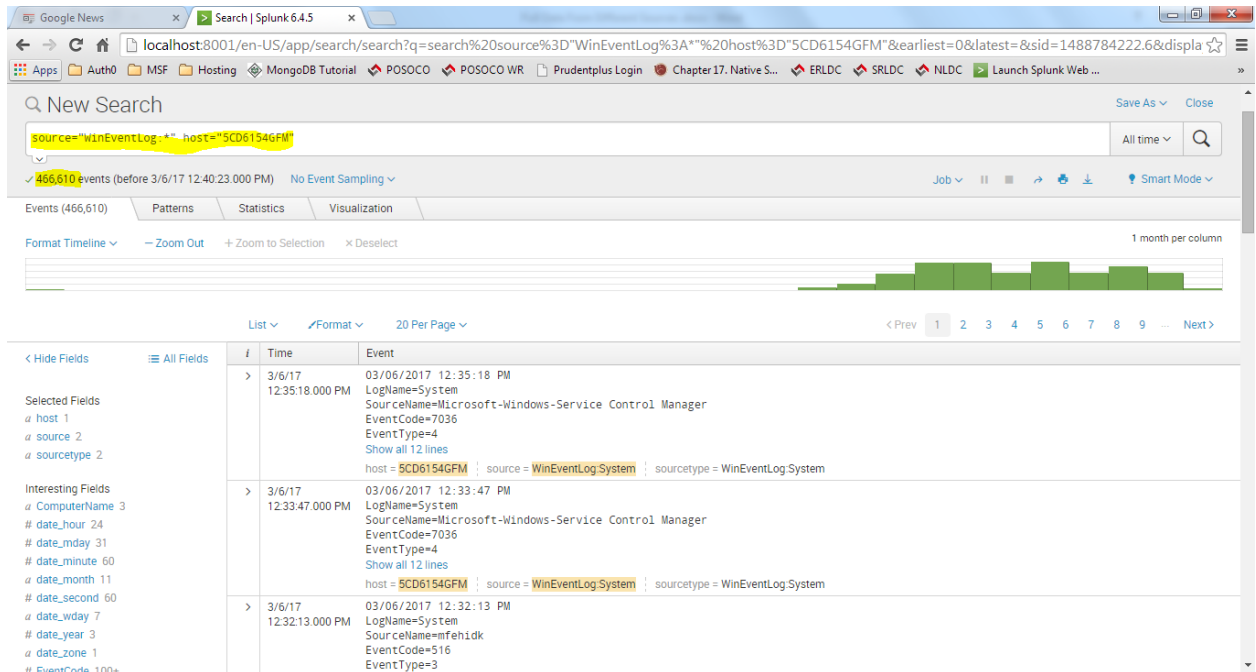 Google News
Search | Splunk 6.4.5
localhost:8001/en-US/app/search/search?q=search%20source%3D"WinEventLog%3A*"%20host%3D"5CD6154GFM"&earliest=0&latest=&sid=1488784222.6&displa
Apps Auth0 MSF Hosting MongoDB Tutorial POSOCO POSOCO WR Prudentplus Login Chapter 17. Native S... ERLDC SRLDC NLDC Launch Splunk Web ... »
New Search
Save As Close
source="WinEventLog:*" host="5CD6154GFM"
All time
466,610 events (before 3/6/17 12:40:23.000 PM) No Event Sampling
Job Smart Mode
Events (466,610) Patterns Statistics Visualization
Format Timeline — Zoom Out + Zoom to Selection × Deselect
1 month per column
List Format 20 Per Page
< Prev 1 2 3 4 5 6 7 8 9 ... Next >
< Hide Fields All Fields
i Time Event
Selected Fields
a host 1
a source 2
a sourcetype 2
Interesting Fields
a ComputerName 3
# date_hour 24
# date_mday 31
# date_minute 60
a date_month 11
# date_second 60
a date_wday 7
# date_year 3
a date_zone 1
# EventCode 100+
> 3/6/17
12:35:18.000 PM
03/06/2017 12:35:18 PM
LogName=System
SourceName=Microsoft-Windows-Service Control Manager
EventCode=7036
EventType=4
Show all 12 lines
host = 5CD6154GFM source = WinEventLog:System sourcetype = WinEventLog:System
> 3/6/17
12:33:47.000 PM
03/06/2017 12:33:47 PM
LogName=System
SourceName=Microsoft-Windows-Service Control Manager
EventCode=7036
EventType=4
Show all 12 lines
host = 5CD6154GFM source = WinEventLog:System sourcetype = WinEventLog:System
> 3/6/17
12:32:13.000 PM
03/06/2017 12:32:13 PM
LogName=System
SourceName=mfehidk
EventCode=516
EventType=3